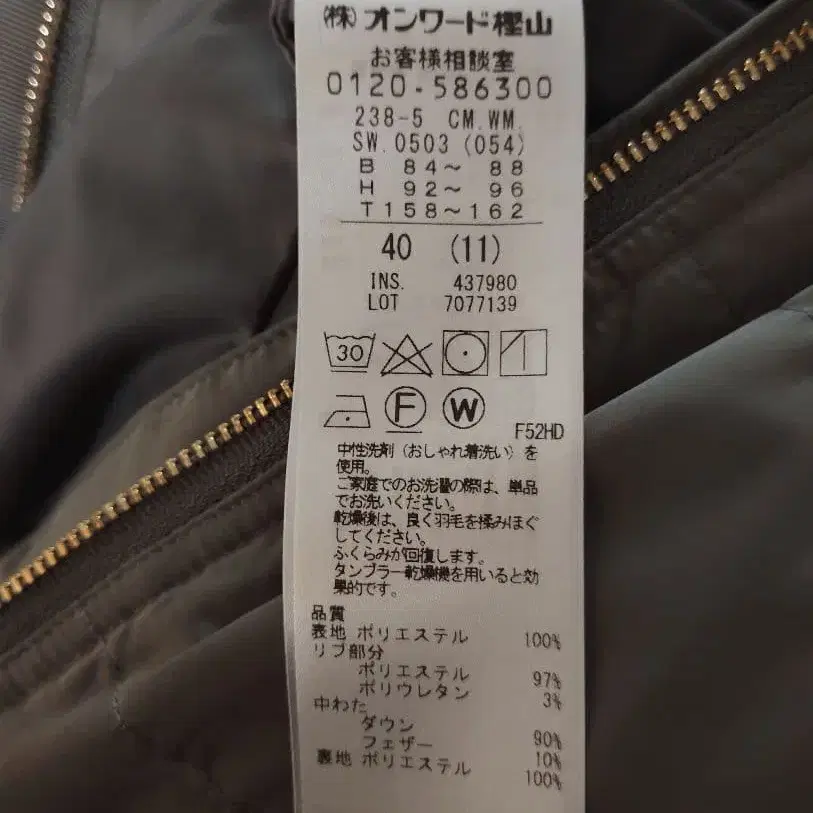 (株) オンワード樫山
お客様相談室
0120-586300
238-5 CM.WM.
SW.0503 (054)
B 84～ 88
H 92～ 96
T158～162
40 (11)
INS. 437980
LOT 7077139
30
F W
F52HD
中性洗剤（おしゃれ着洗い）を
使用。
ご家庭でのお洗濯の際は、単品
でお洗いください。
乾燥後は、良く羽毛を揉みほぐ
してください。
ふくらみが回復します。
タンブラー乾燥機を用いると効
果的です。
品質
表地 ポリエステル 100%
リブ部分
ポリエステル 97%
ポリウレタン 3%
中わた
ダウン 90%
フェザー 10%
裏地 ポリエステル 100%